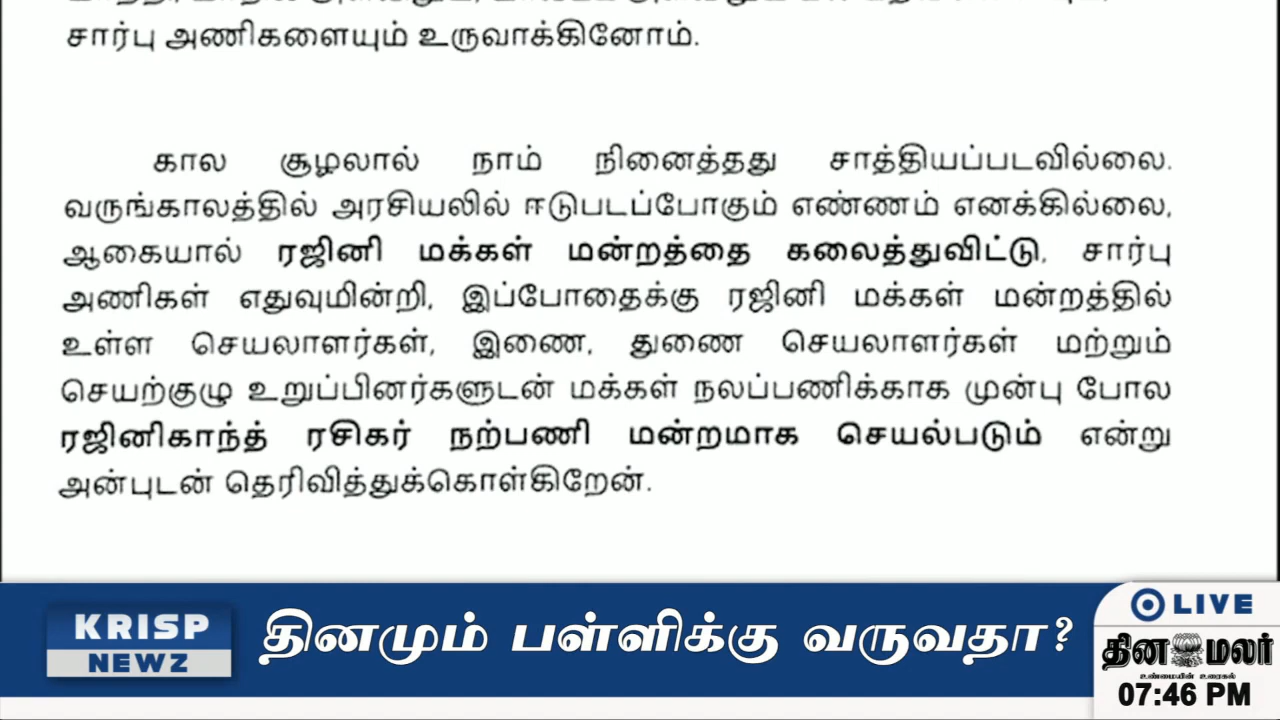 சார்பு அணிகளையும் உருவாக்கினோம்.
கால சூழலால் நாம் நினைத்தது சாத்தியப்படவில்லை.
வருங்காலத்தில் அரசியலில் ஈடுபடப்போகும் எண்ணம் எனக்கில்லை,
ஆகையால் ரஜினி மக்கள் மன்றத்தை கலைத்துவிட்டு, சார்பு
அணிகள் எதுவுமின்றி, இப்போதைக்கு ரஜினி மக்கள் மன்றத்தில்
உள்ள செயலாளர்கள், இணை, துணை செயலாளர்கள் மற்றும்
செயற்குழு உறுப்பினர்களுடன் மக்கள் நலப்பணிக்காக முன்பு போல
ரஜினிகாந்த் ரசிகர் நற்பணி மன்றமாக செயல்படும் என்று
அன்புடன் தெரிவித்துக்கொள்கிறேன்.
KRISP
NEWZ
தினமும் பள்ளிக்கு வருவதா?
LIVE
தினமலர்
உண்மையின் உரைகல்
07:46 PM